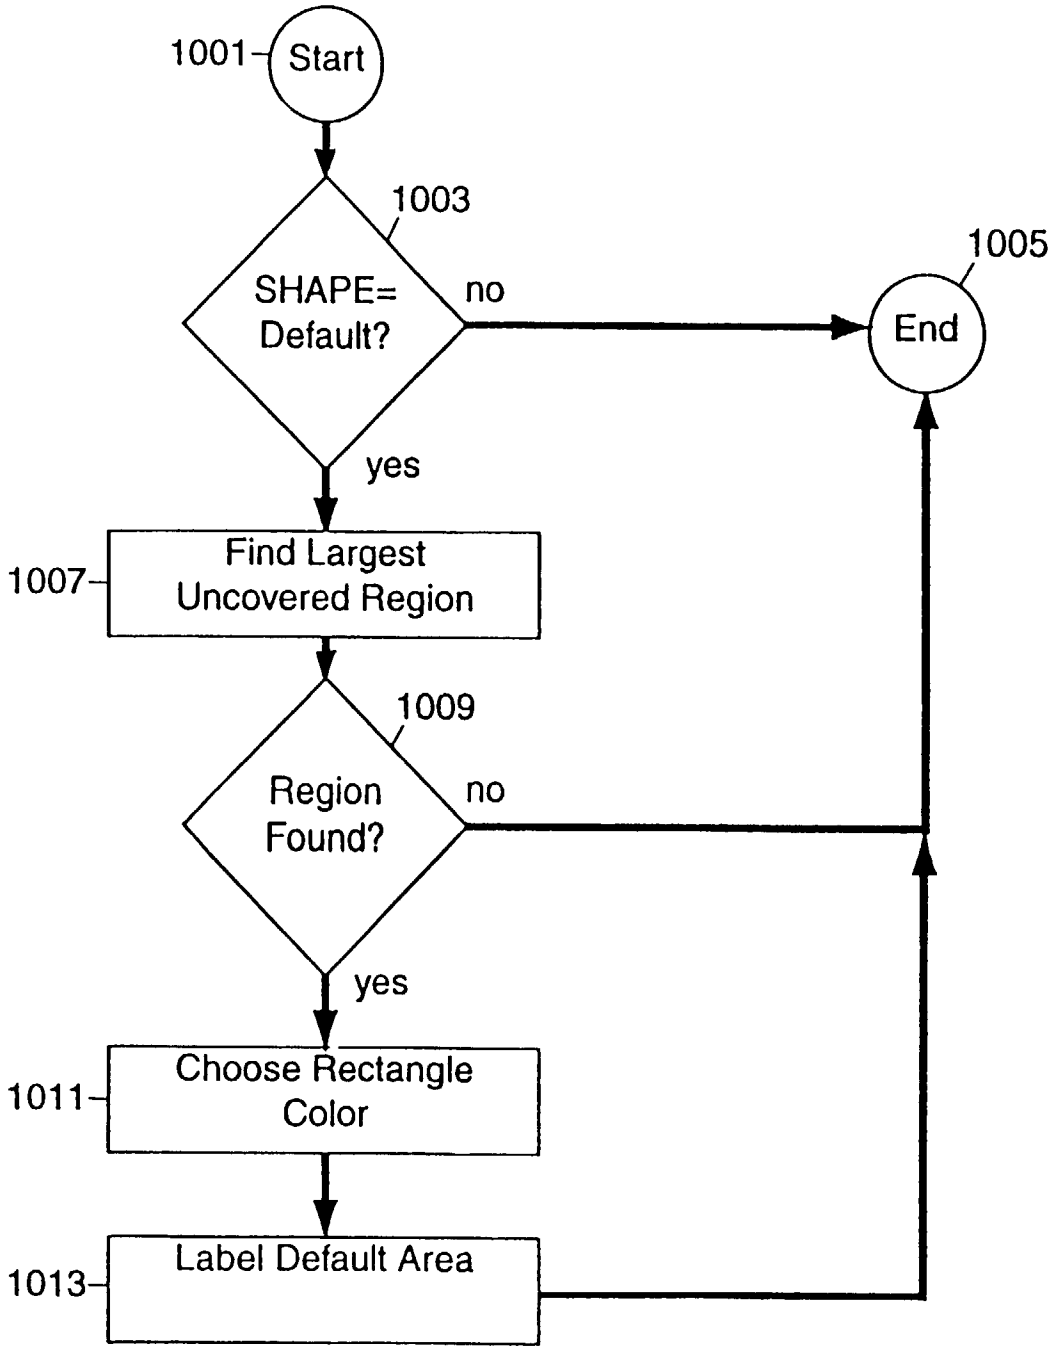 1001
Start
1003
1005
SHAPE=
Default?
no
End
yes
1007
Find Largest
Uncovered Region
1009
Region
Found?
no
yes
1011
Choose Rectangle
Color
1013
Label Default Area